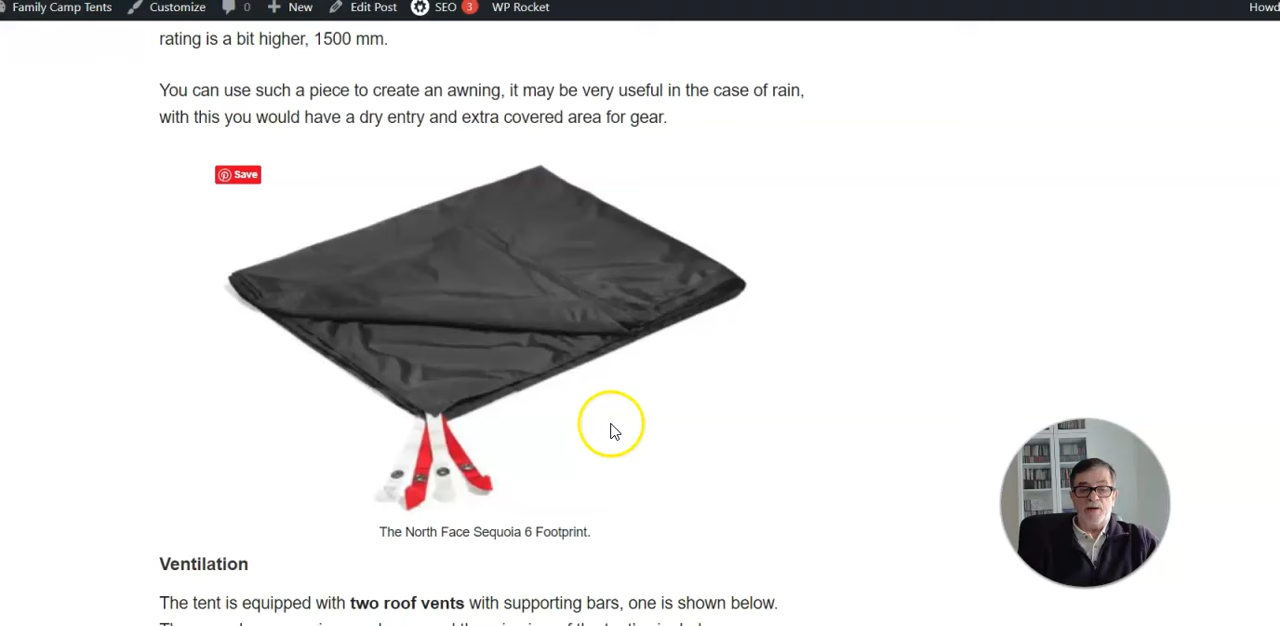 Family Camp Tents Customize 0 New Edit Post SEO 3 WP Rocket Howd
rating is a bit higher, 1500 mm.
You can use such a piece to create an awning, it may be very useful in the case of rain,
with this you would have a dry entry and extra covered area for gear.
Save
The North Face Sequoia 6 Footprint.
Ventilation
The tent is equipped with two roof vents with supporting bars, one is shown below.